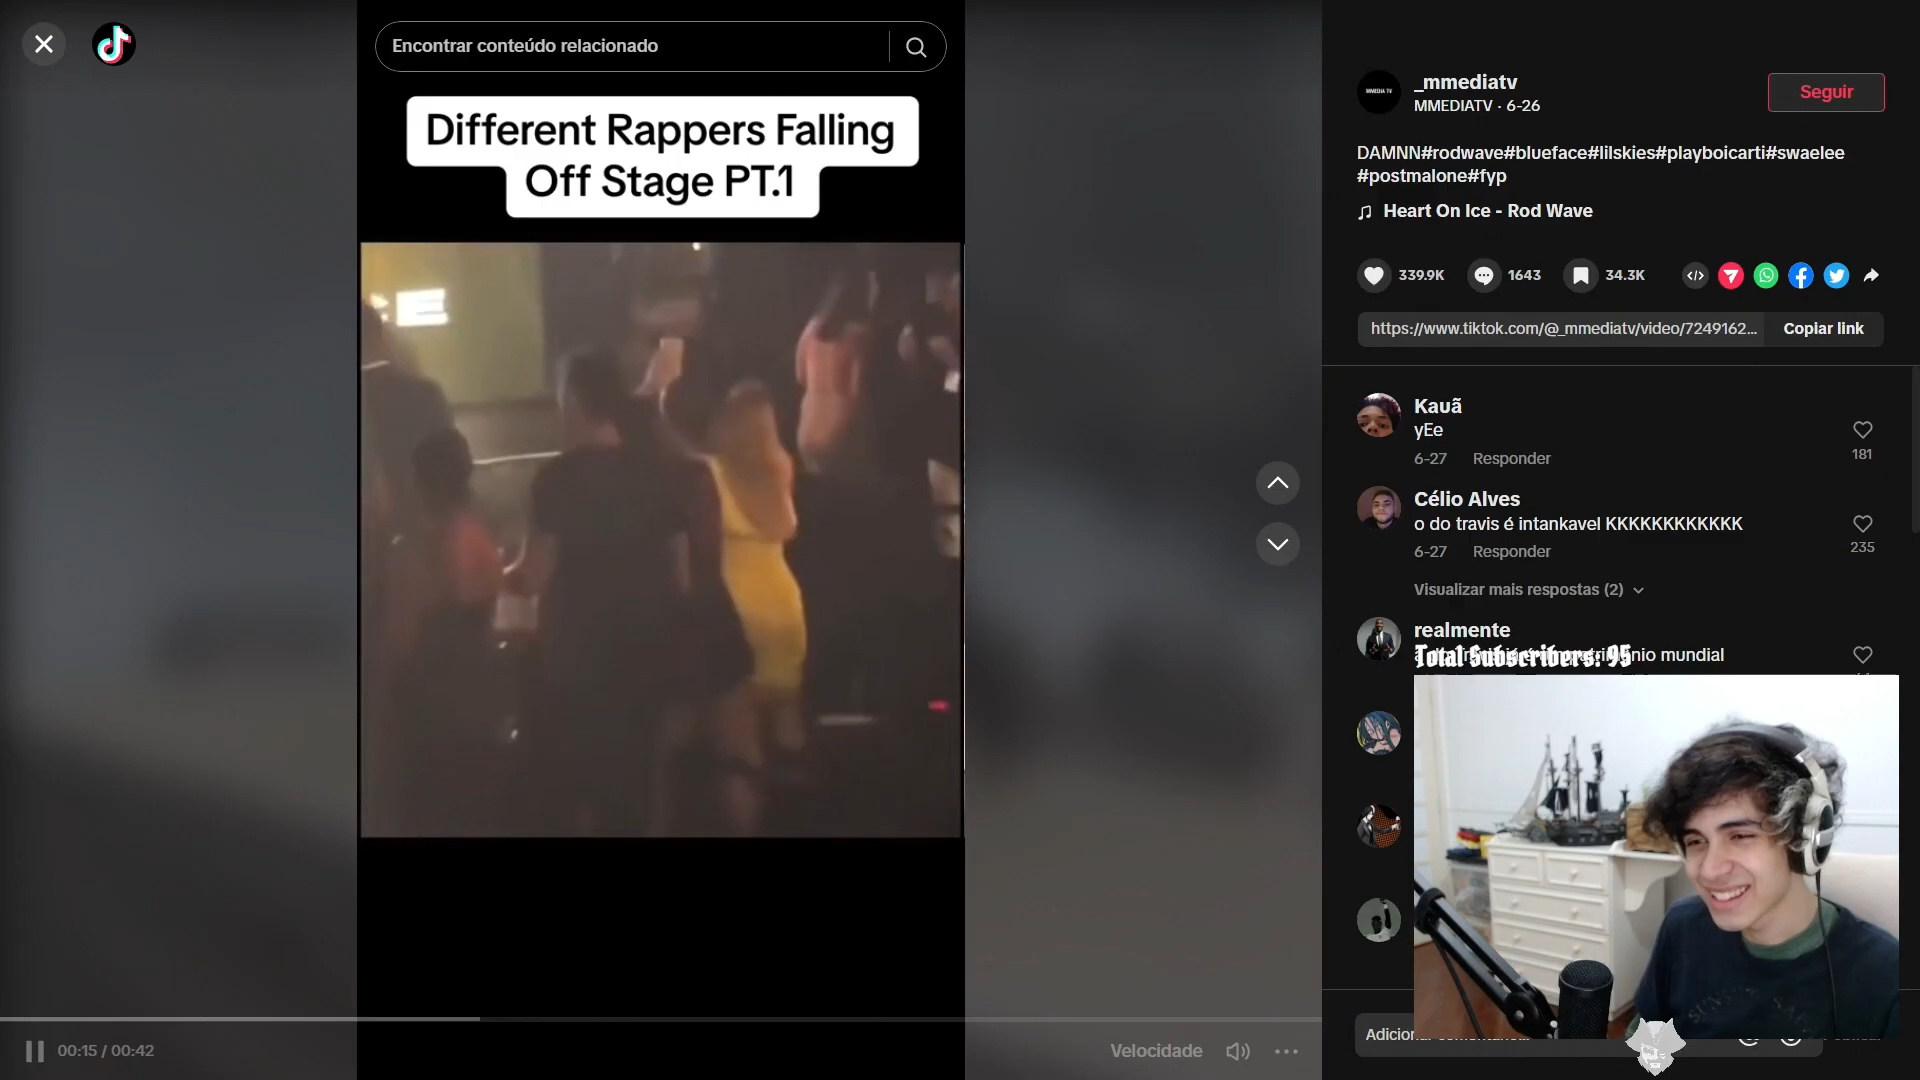 Encontrar conteúdo relacionado
Different Rappers Falling
Off Stage PT.1
00:15 / 00:42
Velocidade
MMEDIA TV
_mmediatv
MMEDIATV · 6-26
Seguir
DAMNN#rodwave#blueface#lilskies#playboicarti#swaelee
#postmalone#fyp
Heart On Ice - Rod Wave
339.9K
1643
34.3K
https://www.tiktok.com/@_mmediatv/video/7249162...
Copiar link
Kauã
yEe
6-27 Responder
181
Célio Alves
o do travis é intankavel KKKKKKKKKKKK
6-27 Responder
235
Visualizar mais respostas (2)
realmente
mundial
Total Subscribers: 95